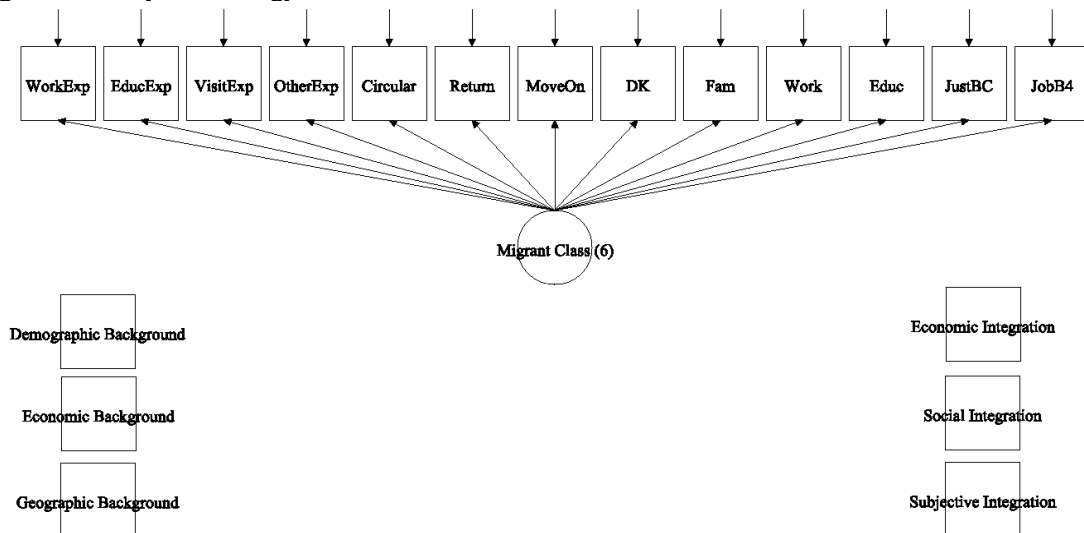 WorkExp EducExp VisitExp OtherExp Circular Return MoveOn DK Fam Work Educ JustBC JobB4
Migrant Class (6)
Demographic Background
Economic Integration
Economic Background
Social Integration
Geographic Background
Subjective Integration